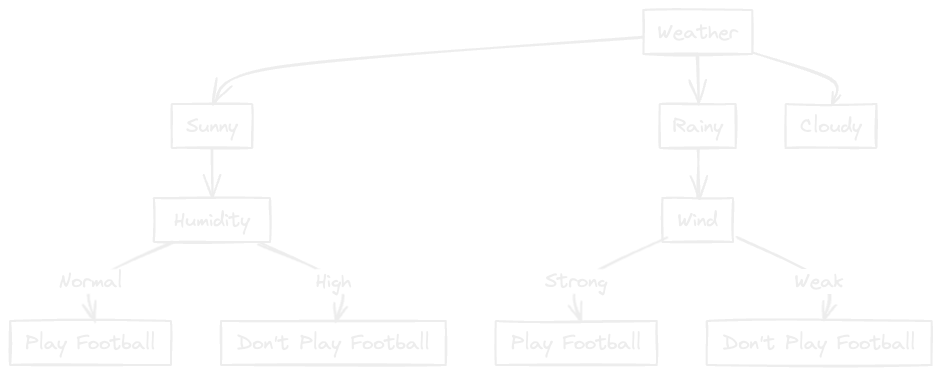 Weather
Sunny
Rainy
Cloudy
Humidity
Wind
Normal
High
Strong
Weak
Play Football
Don't Play Football
Play Football
Don't Play Football